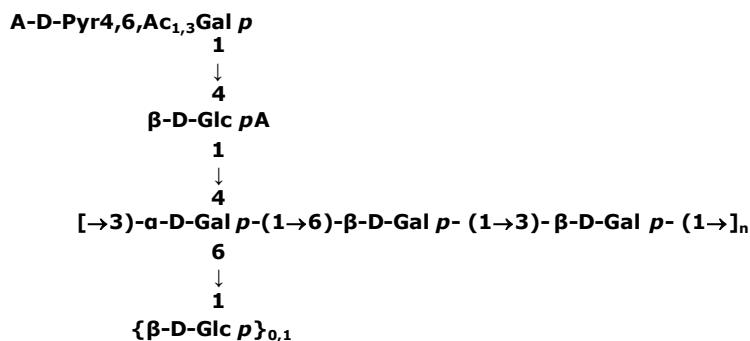 A-D-Pyr4,6,Ac1,3Gal p
1
↓
4
β-D-Glc pA
1
↓
4
[→3)-α-D-Gal p-(1→6)-β-D-Gal p- (1→3)- β-D-Gal p- (1→]n
6
↓
1
{β-D-Glc p}0,1